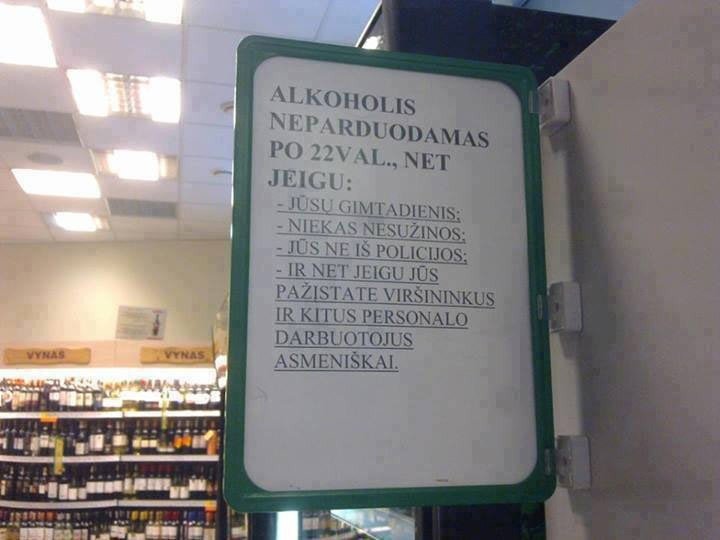 ALKOHOLIS
NEPARDUODAMAS
PO 22VAL., NET
JEIGU:
- JŪSŲ GIMTADIENIS;
- NIEKAS NESUŽINOS;
- JŪS NE IŠ POLICIJOS;
- IR NET JEIGU JŪS
PAŽĮSTATE VIRŠININKUS
IR KITUS PERSONALO
DARBUOTOJUS
ASMENIŠKAI.
VYNAS
VYNAS